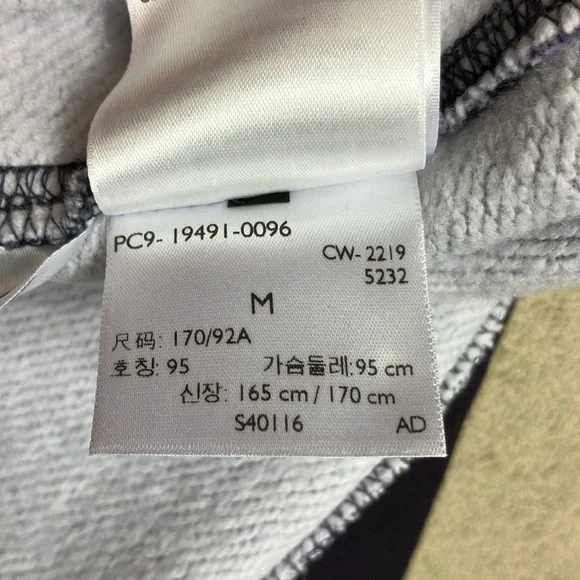 PC9- 19491-0096
CW- 2219
5232
M
尺 码: 170/92A
호칭: 95 가슴둘레: 95 cm
신장: 165 cm / 170 cm
S40116 AD